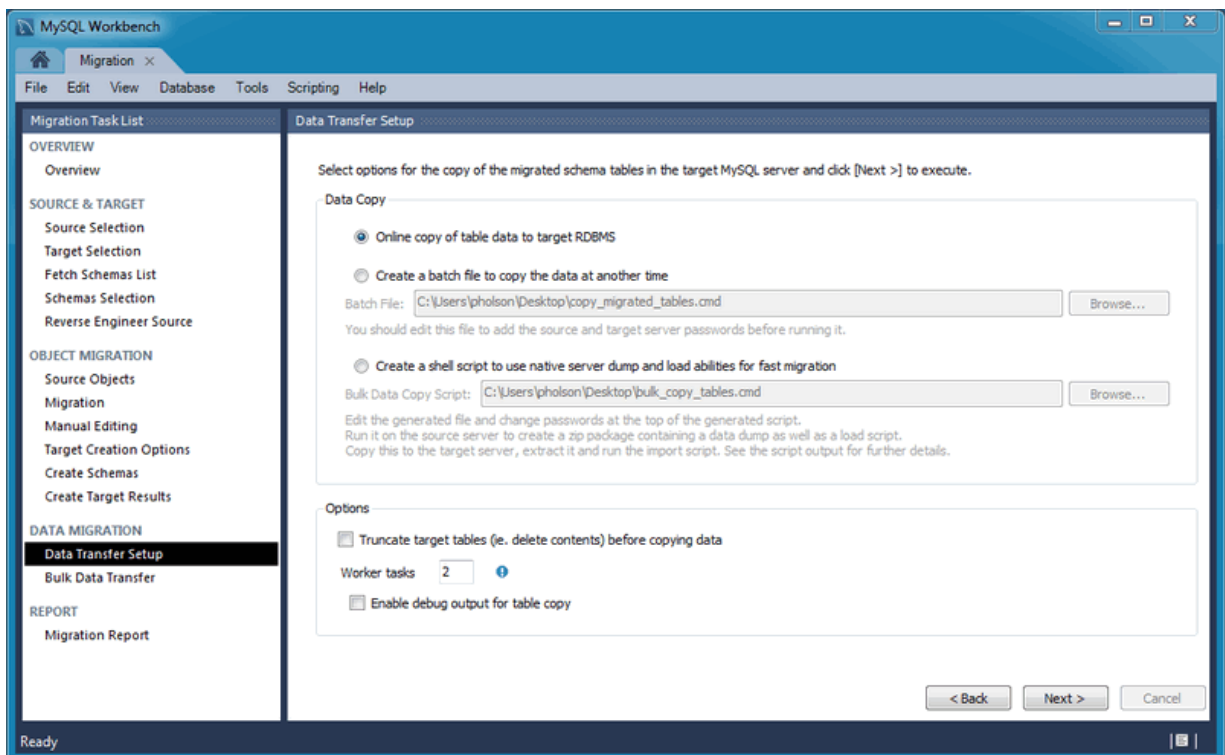 MySQL Workbench
Migration
File Edit View Database Tools Scripting Help
Migration Task List
OVERVIEW
Overview
SOURCE & TARGET
Source Selection
Target Selection
Fetch Schemas List
Schemas Selection
Reverse Engineer Source
OBJECT MIGRATION
Source Objects
Migration
Manual Editing
Target Creation Options
Create Schemas
Create Target Results
DATA MIGRATION
Data Transfer Setup
Bulk Data Transfer
REPORT
Migration Report
Data Transfer Setup
Select options for the copy of the migrated schema tables in the target MySQL server and click [Next >] to execute.
Data Copy
Online copy of table data to target RDBMS
Create a batch file to copy the data at another time
Batch File: C:\Users\pholson\Desktop\copy_migrated_tables.cmd Browse...
You should edit this file to add the source and target server passwords before running it.
Create a shell script to use native server dump and load abilities for fast migration
Bulk Data Copy Script: C:\Users\pholson\Desktop\bulk_copy_tables.cmd Browse...
Edit the generated file and change passwords at the top of the generated script.
Run it on the source server to create a zip package containing a data dump as well as a load script.
Copy this to the target server, extract it and run the import script. See the script output for further details.
Options
Truncate target tables (ie. delete contents) before copying data
Worker tasks 2
Enable debug output for table copy
< Back Next > Cancel
Ready